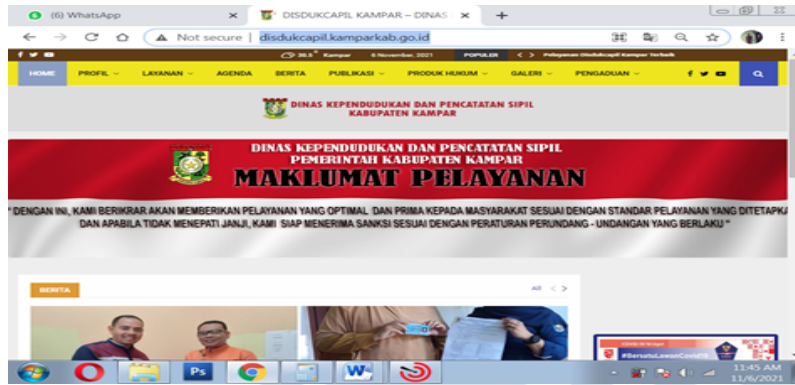 (6) WhatsApp
DISDUKCAPIL KAMPAR – DINAS
Not secure | disdukcapil.kamparkab.go.id
30.5° Kampar 6 November, 2021 POPULER Pelayanan Disdukcapil Kampar Terbaik
HOME PROFIL LAYANAN AGENDA BERITA PUBLIKASI PRODUK HUKUM GALERI PENGADUAN
DINAS KEPENDUDUKAN DAN PENCATATAN SIPIL
KABUPATEN KAMPAR
DINAS KEPENDUDUKAN DAN PENCATATAN SIPIL
PEMERINTAH KABUPATEN KAMPAR
MAKLUMAT PELAYANAN
"DENGAN INI, KAMI BERIKRAR AKAN MEMBERIKAN PELAYANAN YANG OPTIMAL DAN PRIMA KEPADA MASYARAKAT SESUAI DENGAN STANDAR PELAYANAN YANG DITETAPKA
DAN APABILA TIDAK MENEPATI JANJI, KAMI SIAP MENERIMA SANKSI SESUAI DENGAN PERATURAN PERUNDANG - UNDANGAN YANG BERLAKU "
BERITA
All
#BersatuLawanCovid19
Ps
W
11:45 AM
11/6/2021